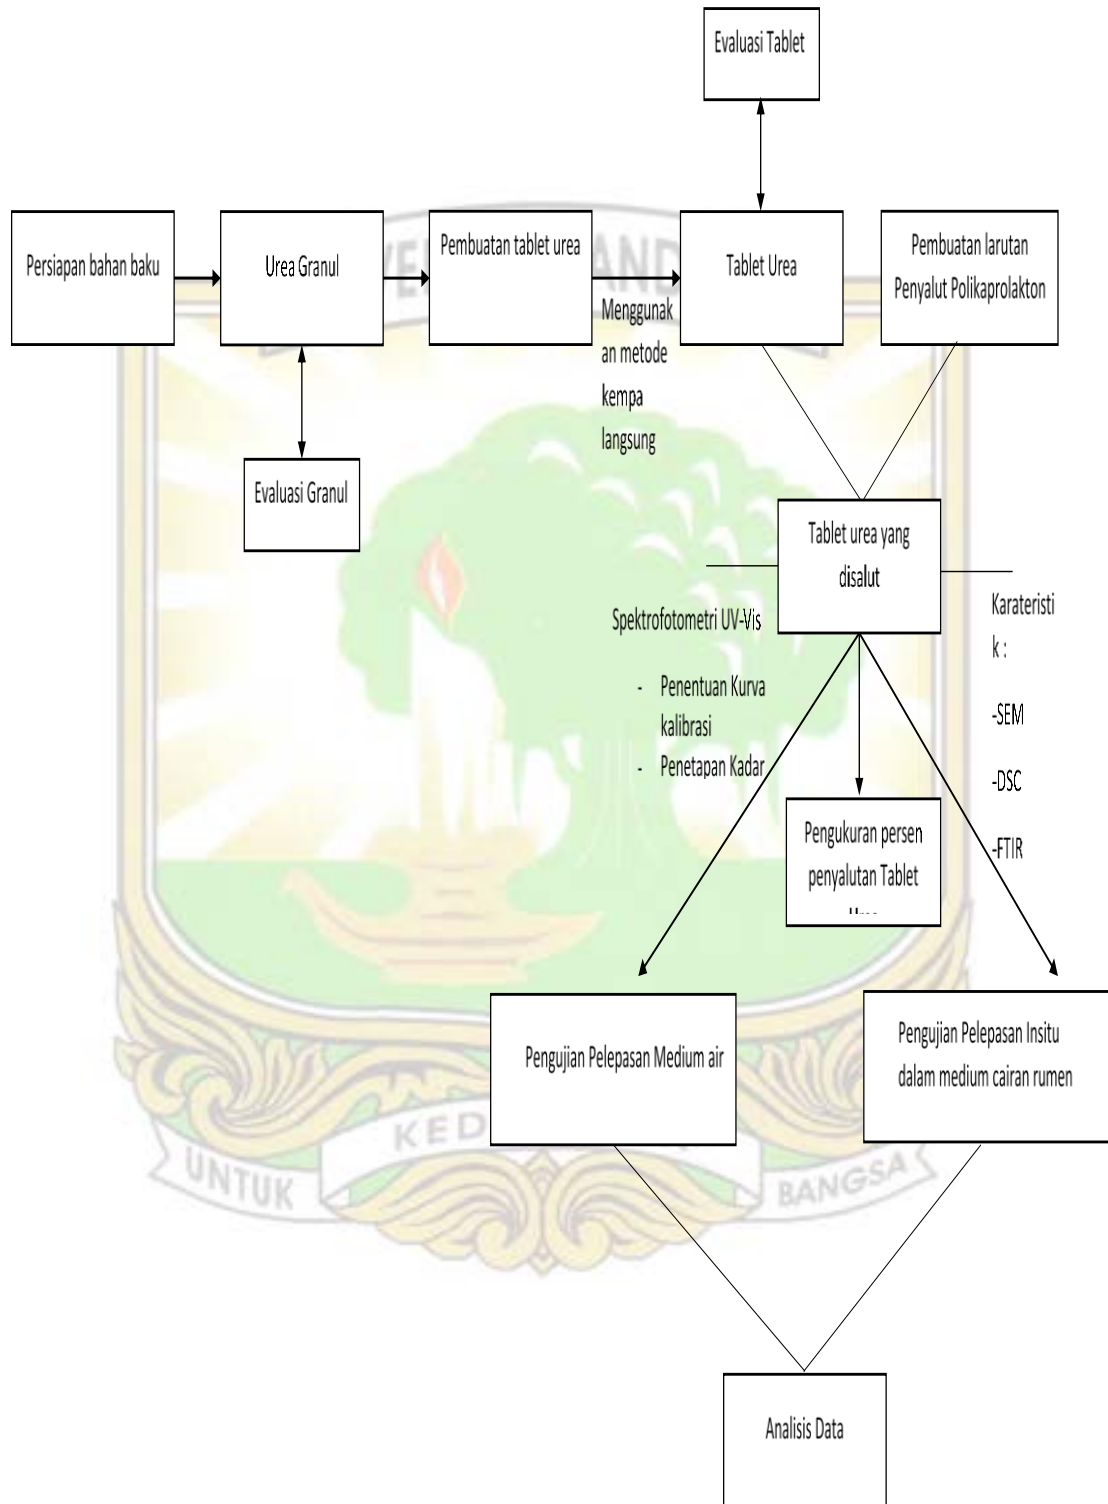 Evaluasi Tablet
Persiapan bahan baku
Urea Granul
Pembuatan tablet urea
Menggunak
an metode
kempa
langsung
Tablet Urea
Pembuatan larutan
Penyalut Polikaprolakton
Evaluasi Granul
Tablet urea yang
disalut
Spektrofotometri UV-Vis
- Penentuan Kurva
kalibrasi
- Penetapan Kadar
Karateristi
k :
-SEM
-DSC
-FTIR
Pengukuran persen
penyalutan Tablet
Pengujian Pelepasan Medium air
Pengujian Pelepasan Insitu
dalam medium cairan rumen
UNTUK
KED
BANGSA
Analisis Data